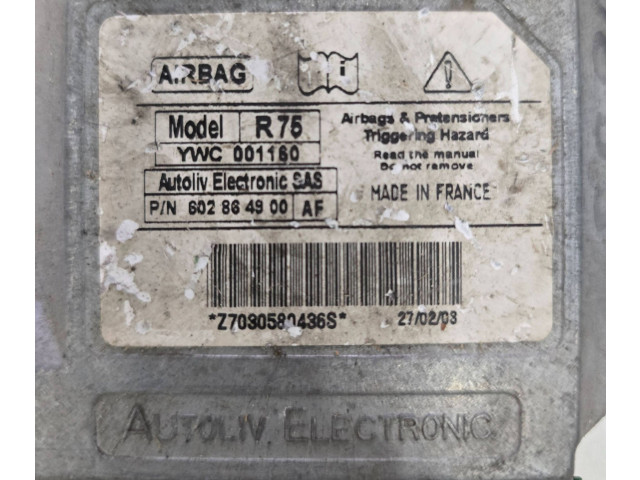 AIRBAG
i
Model R75
YWC 001160
Autoliv Electronic SAS
P/N 602 86 49 00 AF
Airbags & Pretensioners
Triggering Hazard
Read the manual
Do not remove
MADE IN FRANCE
*Z7030580436S*
27/02/03
AUTOLIV ELECTRONIC